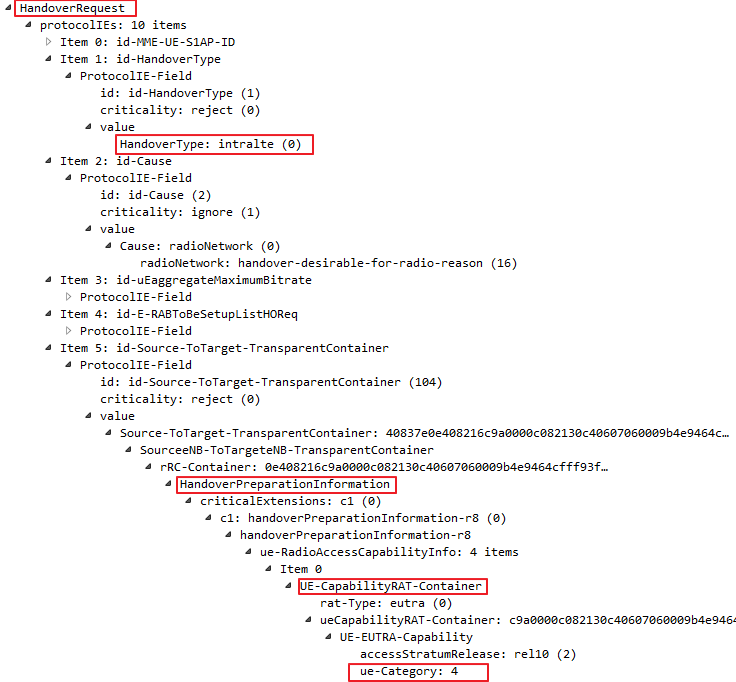 HandoverRequest
protocolIEs: 10 items
Item 0: id-MME-UE-S1AP-ID
Item 1: id-HandoverType
ProtocolIE-Field
id: id-HandoverType (1)
criticality: reject (0)
value
HandoverType: intralte (0)
Item 2: id-Cause
ProtocolIE-Field
id: id-Cause (2)
criticality: ignore (1)
value
Cause: radioNetwork (0)
radioNetwork: handover-desirable-for-radio-reason (16)
Item 3: id-uEaggregateMaximumBitrate
ProtocolIE-Field
Item 4: id-E-RABToBeSetupListHOReq
ProtocolIE-Field
Item 5: id-Source-ToTarget-TransparentContainer
ProtocolIE-Field
id: id-Source-ToTarget-TransparentContainer (104)
criticality: reject (0)
value
Source-ToTarget-TransparentContainer: 40837e0e408216c9a0000c082130c40607060009b4e9464c…
SourceeNB-ToTargeteNB-TransparentContainer
rRC-Container: 0e408216c9a0000c082130c40607060009b4e9464cfff93f…
HandoverPreparationInformation
criticalExtensions: c1 (0)
c1: handoverPreparationInformation-r8 (0)
handoverPreparationInformation-r8
ue-RadioAccessCapabilityInfo: 4 items
Item 0
UE-CapabilityRAT-Container
rat-Type: eutra (0)
ueCapabilityRAT-Container: c9a0000c082130c40607060009b4e9464
UE-EUTRA-Capability
accessStratumRelease: rel10 (2)
ue-Category: 4